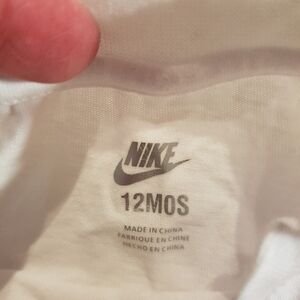 NIKE
12MOS
MADE IN CHINA
FABRIQUE EN CHINE
HECHO EN CHINA